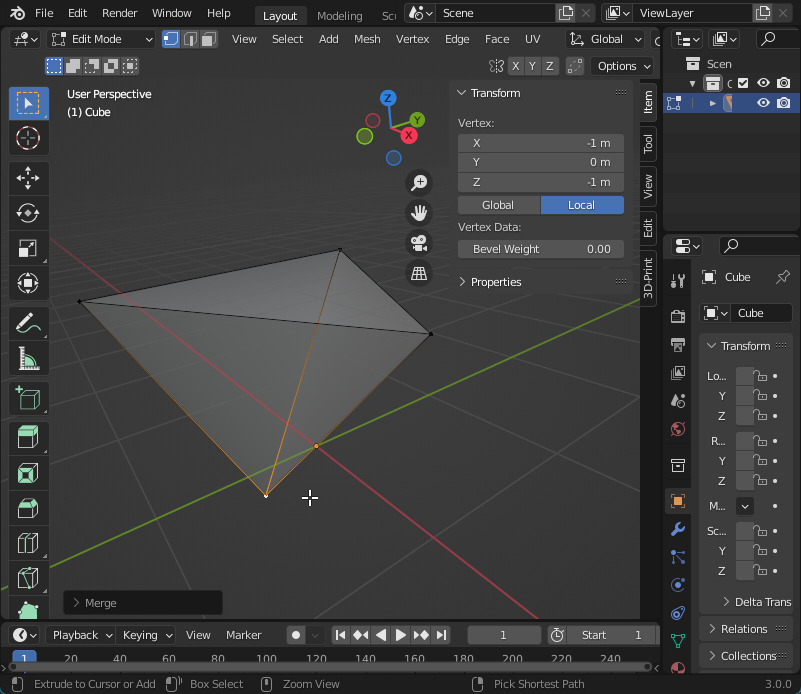 File Edit Render Window Help Layout Modeling Sc Scene ViewLayer
Edit Mode View Select Add Mesh Vertex Edge Face UV Global
X Y Z Options
User Perspective
(1) Cube
Z
Y
X
Transform
Vertex:
X -1 m
Y 0 m
Z -1 m
Global Local
Vertex Data:
Bevel Weight 0.00
Properties
Item
Tool
View
Edit
3D-Print
Scen
C
Cube
Cube
Transform
Lo...
Y
Z
R...
Y
Z
M...
Sc...
Y
Z
Delta Trans
Relations
Collections
Merge
Playback Keying View Marker 1 Start 1
1 20 40 60 80 100 120 140 160 180 200 220 240
Extrude to Cursor or Add Box Select Zoom View Pick Shortest Path 3.0.0